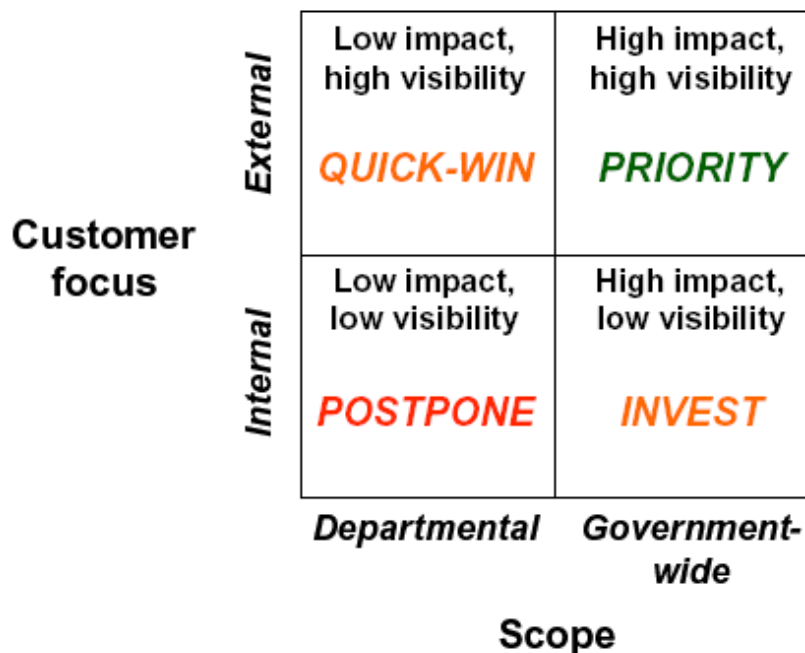 External
Low impact,
high visibility
QUICK-WIN
High impact,
high visibility
PRIORITY
Customer
focus
Internal
Low impact,
low visibility
POSTPONE
High impact,
low visibility
INVEST
Departmental
Government-
wide
Scope